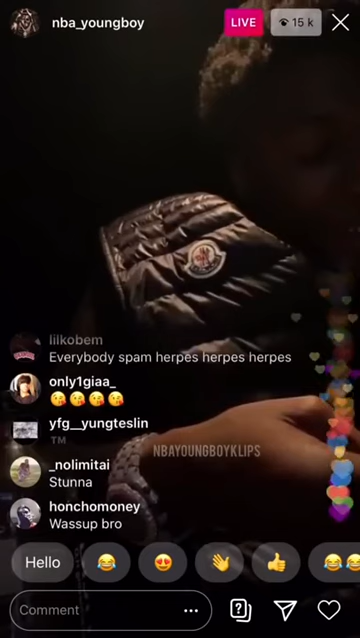 nba_youngboy
LIVE
15 k
lilkobem
Everybody spam herpes herpes herpes
only1giaa_
😘😘😘😘
yfg__yungteslin
TM
_nolimitai
Stunna
honchomoney
Wassup bro
NBAYOUNGBOYKLIPS
Hello
Comment